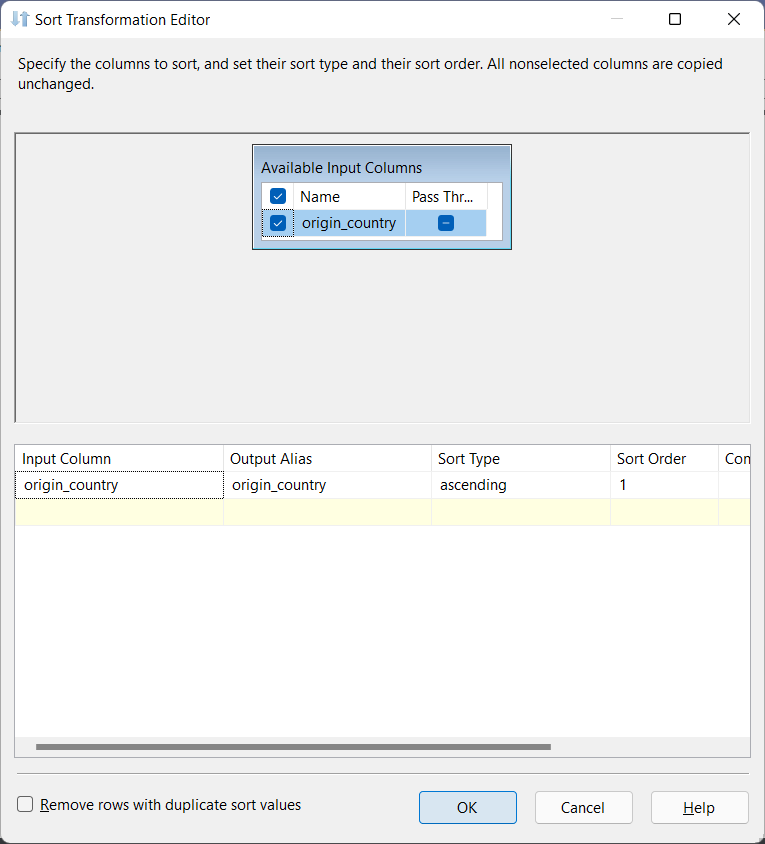 Sort Transformation Editor
Specify the columns to sort, and set their sort type and their sort order. All nonselected columns are copied
unchanged.
Available Input Columns
Name Pass Thr...
origin_country
Input Column Output Alias Sort Type Sort Order Con
origin_country origin_country ascending 1
Remove rows with duplicate sort values
OK Cancel Help